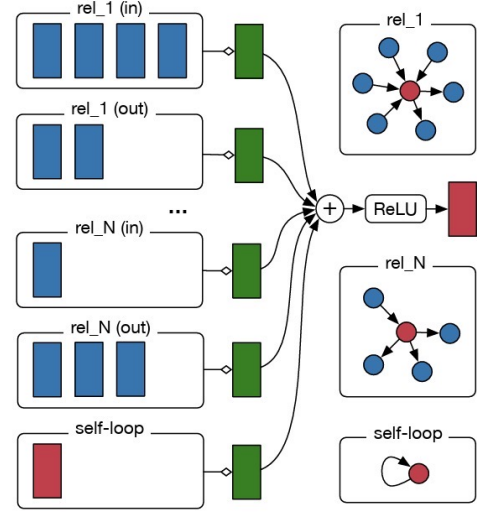 rel_1 (in)
rel_1 (out)
...
rel_N (in)
rel_N (out)
self-loop
+
ReLU
rel_1
rel_N
self-loop